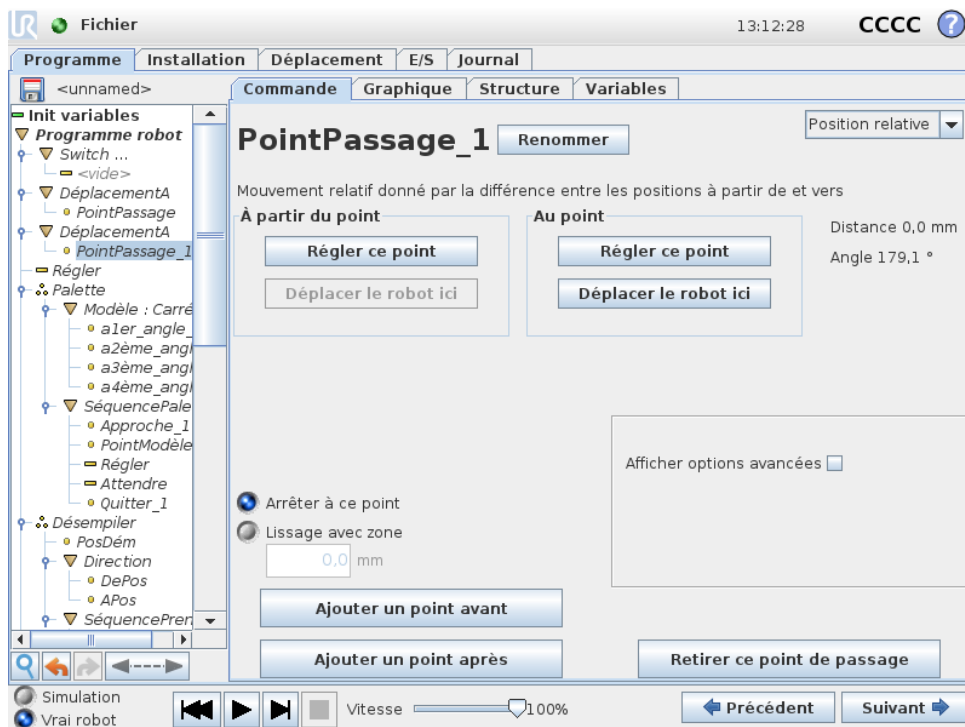 UR Fichier 13:12:28 CCCC ?
Programme Installation Déplacement E/S Journal
<unnamed>
Commande Graphique Structure Variables
Init variables
Programme robot
Switch ...
<vide>
DéplacementA
PointPassage
DéplacementA
PointPassage_1
Régler
Palette
Modèle : Carré
a1er_angle_
a2ème_angl
a3ème_angl
a4ème_angl
SéquencePale
Approche_1
PointModèle
Régler
Attendre
Quitter_1
Désempiler
PosDém
Direction
DePos
APos
SéquencePren
PointPassage_1 Renommer Position relative
Mouvement relatif donné par la différence entre les positions à partir de et vers
À partir du point
Régler ce point
Déplacer le robot ici
Au point
Régler ce point
Déplacer le robot ici
Distance 0,0 mm
Angle 179,1 °
Afficher options avancées
Arrêter à ce point
Lissage avec zone
0,0 mm
Ajouter un point avant
Ajouter un point après Retirer ce point de passage
Simulation
Vrai robot
Vitesse 100%
Précédent Suivant